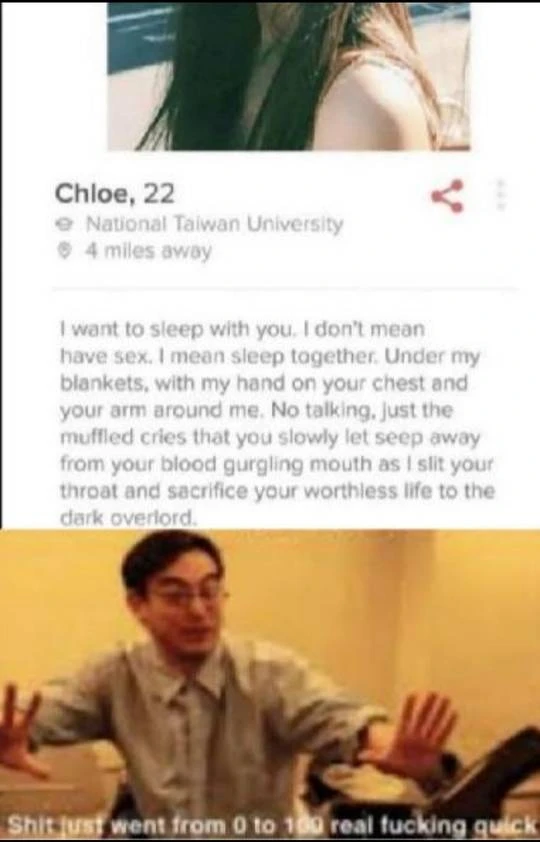 Chloe, 22
National Taiwan University
4 miles away
I want to sleep with you. I don't mean
have sex. I mean sleep together. Under my
blankets, with my hand on your chest and
your arm around me. No talking, just the
muffled cries that you slowly let seep away
from your blood gurgling mouth as I slit your
throat and sacrifice your worthless life to the
dark overlord.
Shit just went from 0 to 100 real fucking quick